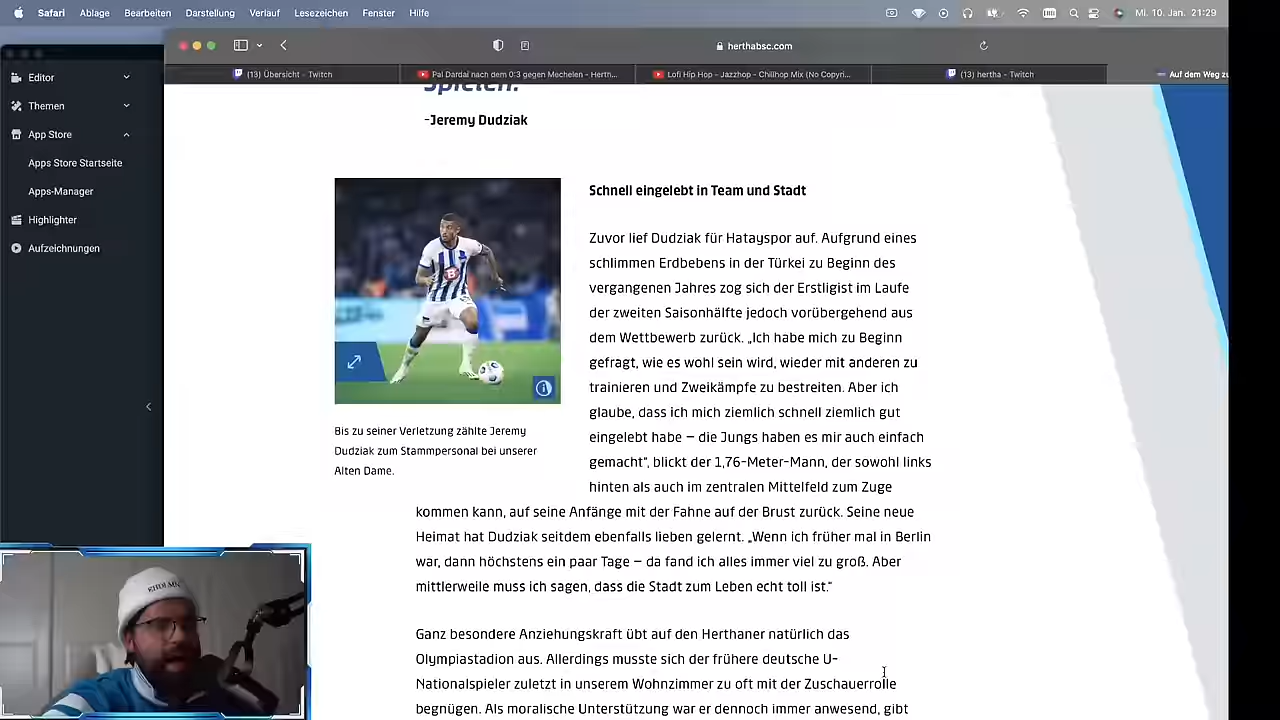 Safari Ablage Bearbeiten Darstellung Verlauf Lesezeichen Fenster Hilfe
Mi. 10. Jan. 21:29
herthabsc.com
(13) Übersicht – Twitch
Pal Dardai nach dem 0:3 gegen Mechelen - Herth...
Lofi Hip Hop - Jazzhop - Chillhop Mix (No Copyri...
(13) hertha - Twitch
Auf dem Weg zu
Editor
Themen
App Store
Apps Store Startseite
Apps-Manager
Highlighter
Aufzeichnungen
Spielen.
-Jeremy Dudziak
Bis zu seiner Verletzung zählte Jeremy
Dudziak zum Stammpersonal bei unserer
Alten Dame.
Schnell eingelebt in Team und Stadt
Zuvor lief Dudziak für Hatayspor auf. Aufgrund eines
schlimmen Erdbebens in der Türkei zu Beginn des
vergangenen Jahres zog sich der Erstligist im Laufe
der zweiten Saisonhälfte jedoch vorübergehend aus
dem Wettbewerb zurück. „Ich habe mich zu Beginn
gefragt, wie es wohl sein wird, wieder mit anderen zu
trainieren und Zweikämpfe zu bestreiten. Aber ich
glaube, dass ich mich ziemlich schnell ziemlich gut
eingelebt habe – die Jungs haben es mir auch einfach
gemacht“, blickt der 1,76-Meter-Mann, der sowohl links
hinten als auch im zentralen Mittelfeld zum Zuge
kommen kann, auf seine Anfänge mit der Fahne auf der Brust zurück. Seine neue
Heimat hat Dudziak seitdem ebenfalls lieben gelernt. „Wenn ich früher mal in Berlin
war, dann höchstens ein paar Tage – da fand ich alles immer viel zu groß. Aber
mittlerweile muss ich sagen, dass die Stadt zum Leben echt toll ist.“
Ganz besondere Anziehungskraft übt auf den Herthaner natürlich das
Olympiastadion aus. Allerdings musste sich der frühere deutsche U-
Nationalspieler zuletzt in unserem Wohnzimmer zu oft mit der Zuschauerrolle
begnügen. Als moralische Unterstützung war er dennoch immer anwesend, gibt